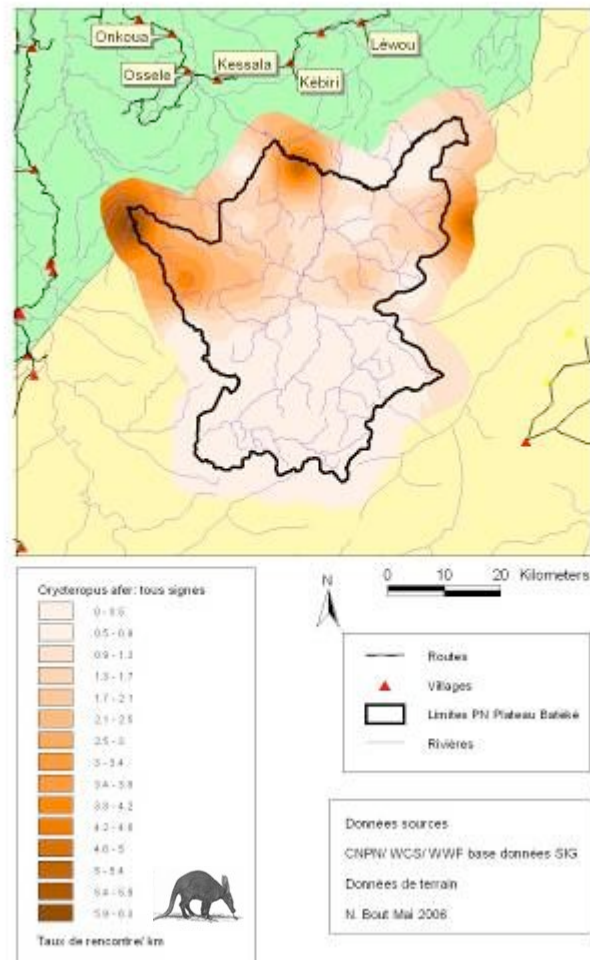 Onkoua
Léwou
Kessala
Ossele
Kébiri
Orycteropus afer: tous signes
0 - 0.5
0.5 - 0.9
0.9 - 1.3
1.3 - 1.7
1.7 - 2.1
2.1 - 2.5
2.5 - 3
3 - 3.4
3.4 - 3.8
3.8 - 4.2
4.2 - 4.6
4.6 - 5
5 - 5.4
Taux de rencontre/ km
N
0 10 20 Kilometers
Routes
Villages
Limites PN Plateau Batéké
Rivières
Données sources
CNPN/ WCS/ WWF base données SIG
Données de terrain
N. Bout Mai 2006